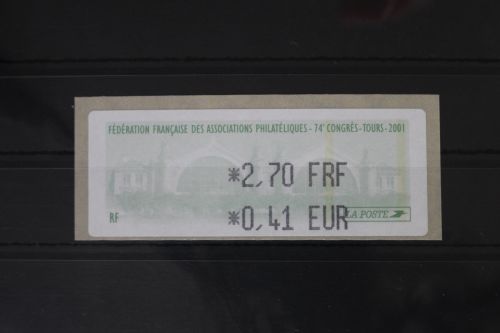 FÉDÉRATION FRANÇAISE DES ASSOCIATIONS PHILATÉLIQUES - 74e CONGRÈS - TOURS - 2001
*2,70 FRF
*0,41 EUR
RF
LA POSTE